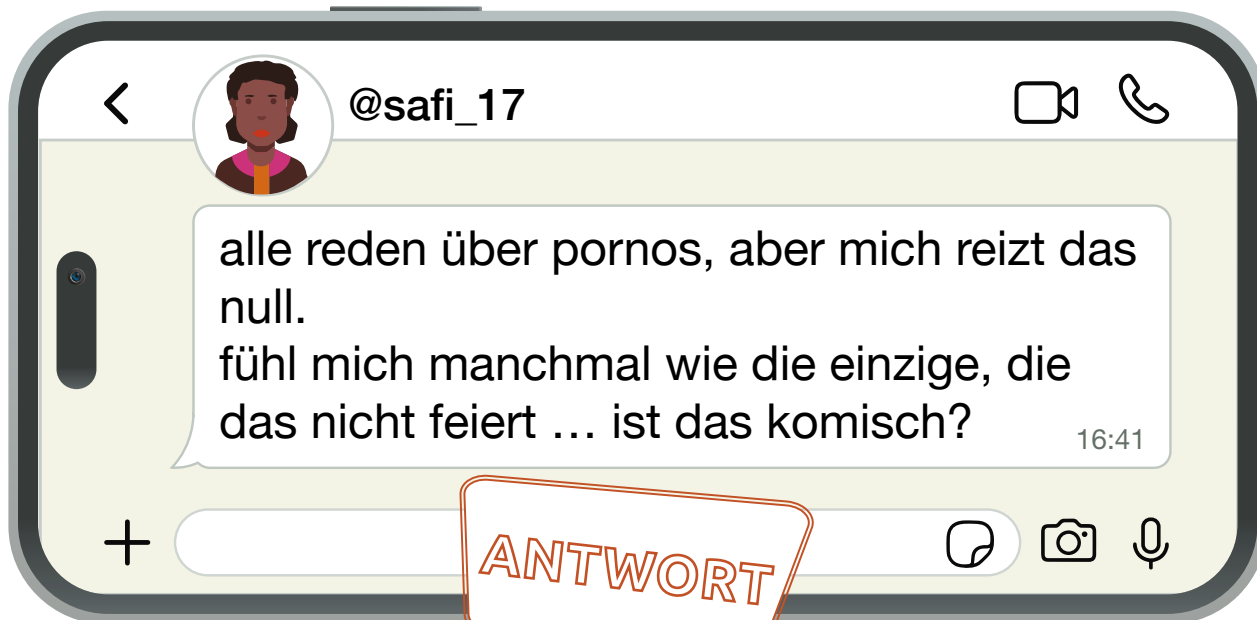 @safi_17
alle reden über pornos, aber mich reizt das
null.
fühl mich manchmal wie die einzige, die
das nicht feiert … ist das komisch?
16:41
ANTWORT